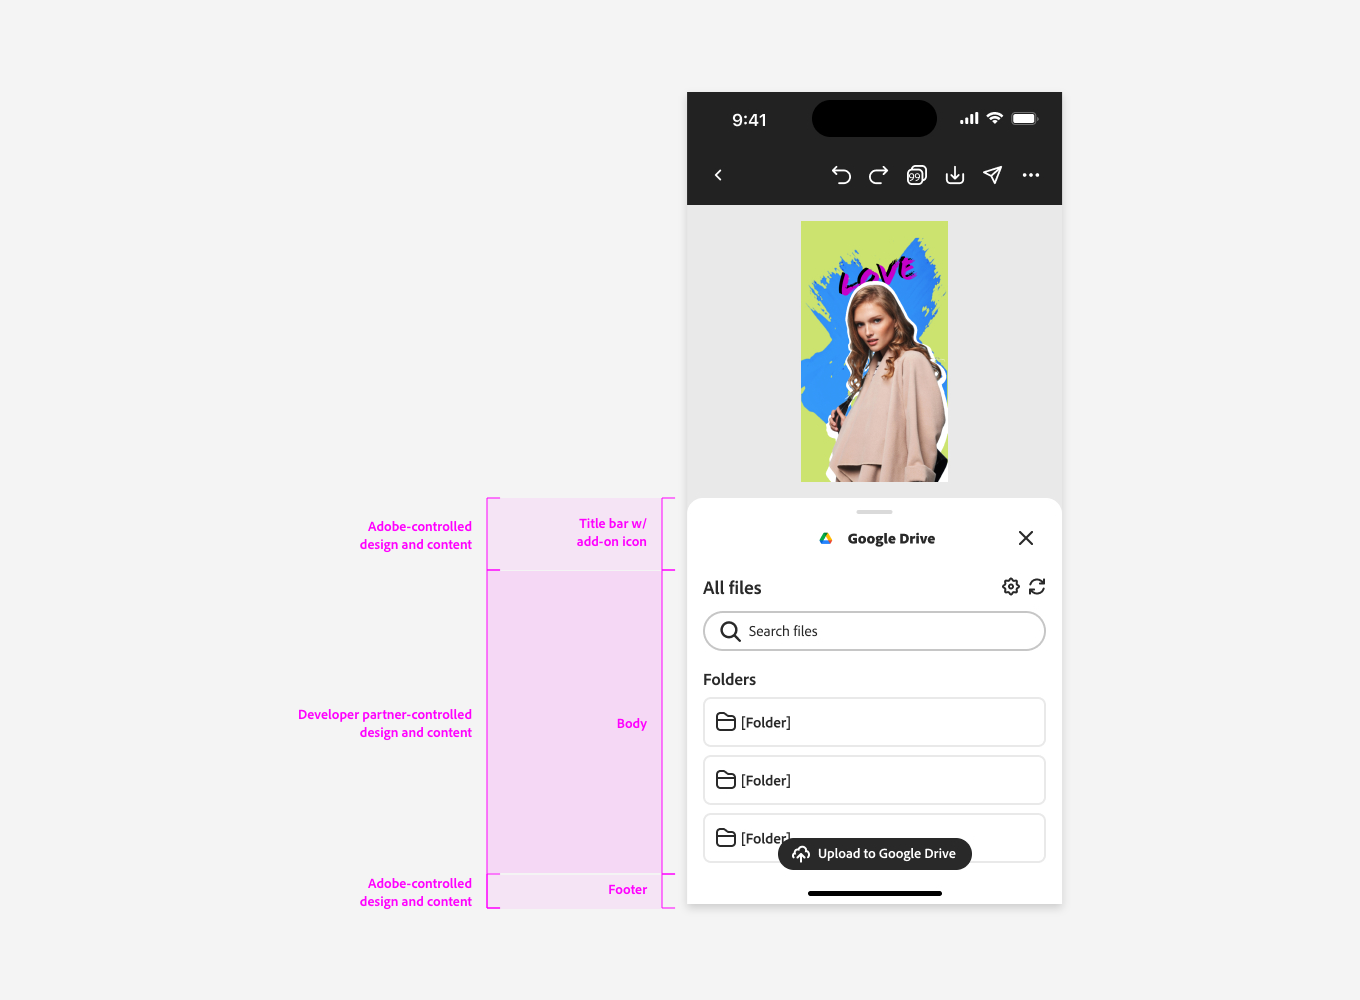 9:41
99
LOVE
Adobe-controlled
design and content
Title bar w/
add-on icon
Google Drive
All files
Search files
Developer partner-controlled
design and content
Body
Folders
[Folder]
[Folder]
[Folder]
Upload to Google Drive
Adobe-controlled
design and content
Footer